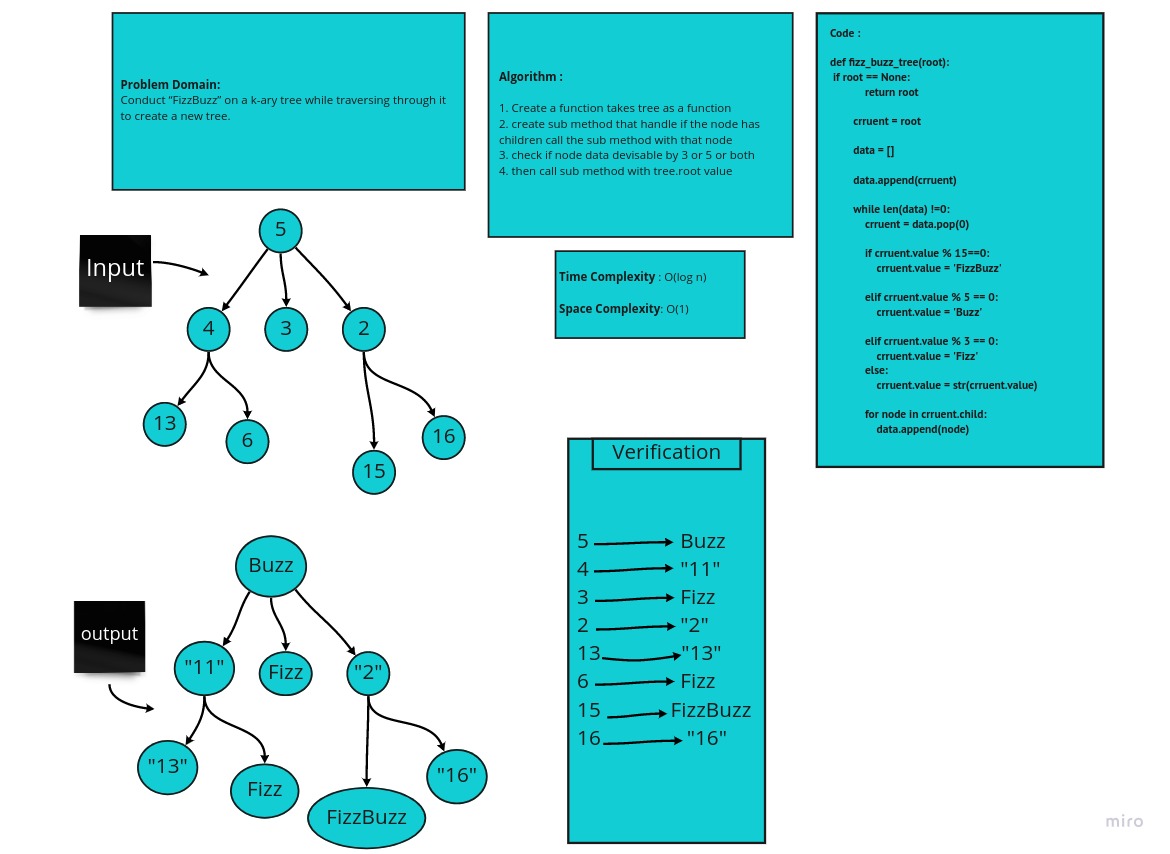 Problem Domain:
Conduct “FizzBuzz” on a k-ary tree while traversing through it
to create a new tree.
Algorithm :
1. Create a function takes tree as a function
2. create sub method that handle if the node has
children call the sub method with that node
3. check if node data devisable by 3 or 5 or both
4. then call sub method with tree.root value
Time Complexity : O(log n)
Space Complexity: O(1)
Code :
def fizz_buzz_tree(root):
if root == None:
return root
crruent = root
data = []
data.append(crruent)
while len(data) !=0:
crruent = data.pop(0)
if crruent.value % 15==0:
crruent.value = 'FizzBuzz'
elif crruent.value % 5 == 0:
crruent.value = 'Buzz'
elif crruent.value % 3 == 0:
crruent.value = 'Fizz'
else:
crruent.value = str(crruent.value)
for node in crruent.child:
data.append(node)
Input
5
4
3
2
13
6
15
16
output
Buzz
"11"
Fizz
"2"
"13"
Fizz
FizzBuzz
"16"
Verification
5 Buzz
4 "11"
3 Fizz
2 "2"
13 "13"
6 Fizz
15 FizzBuzz
16 "16"
miro